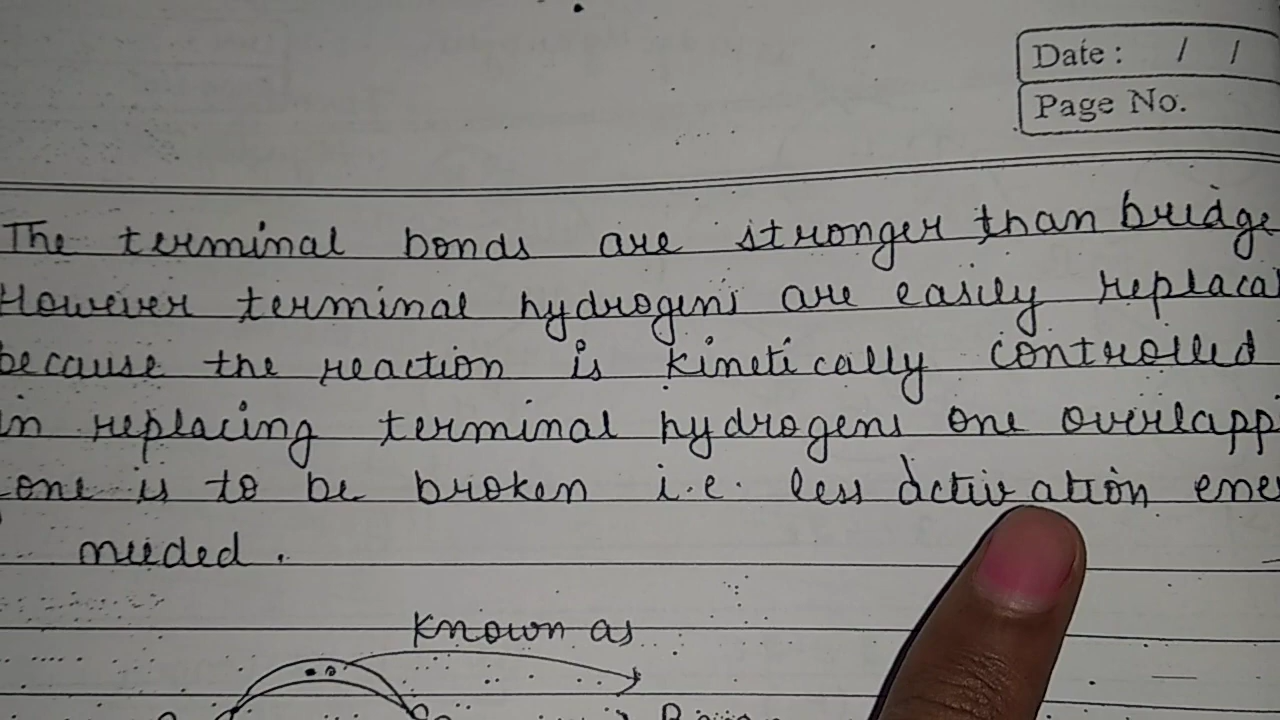 Date: / /
Page No.
The terminal bonds are stronger than bridge
However terminal hydrogens are easily replaca
because the reaction is kinetically controlled
in replacing terminal hydrogens one overlapp
one is to be broken i.e. less activation ene
needed.
Known as